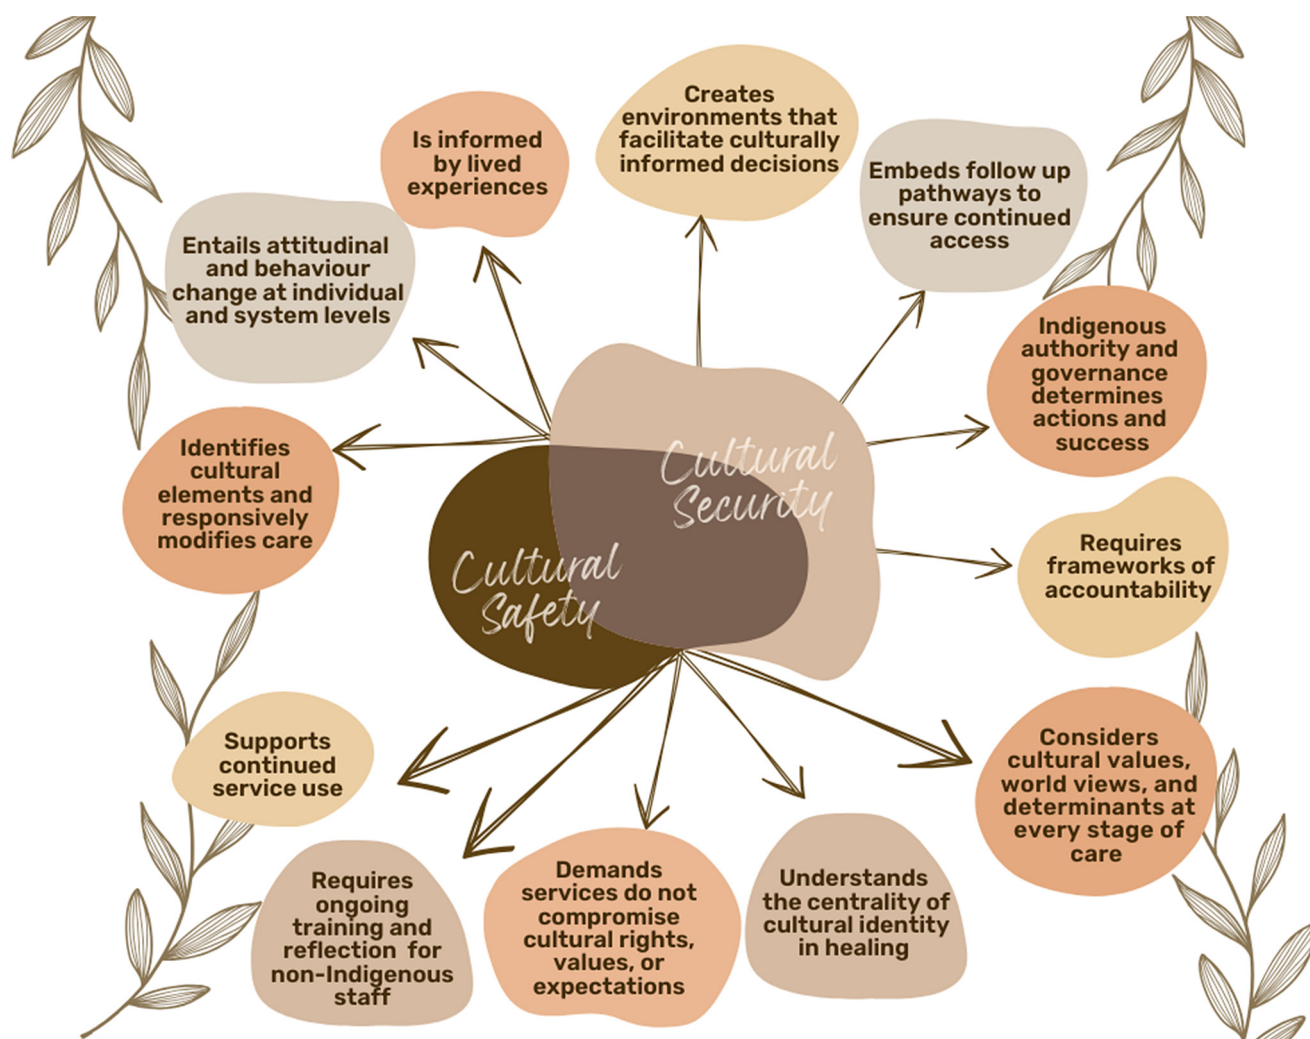 Creates
environments that
facilitate culturally
informed decisions
Is informed
by lived
experiences
Embeds follow up
pathways to
ensure continued
access
Entails attitudinal
and behaviour
change at individual
and system levels
Indigenous
authority and
governance
determines
actions and
success
Identifies
cultural
elements and
responsively
modifies care
Cultural
Security
Cultural
Safety
Requires
frameworks of
accountability
Supports
continued
service use
Considers
cultural values,
world views, and
determinants at
every stage of
care
Requires
ongoing
training and
reflection for
non-Indigenous
staff
Demands
services do not
compromise
cultural rights,
values, or
expectations
Understands
the centrality of
cultural identity
in healing